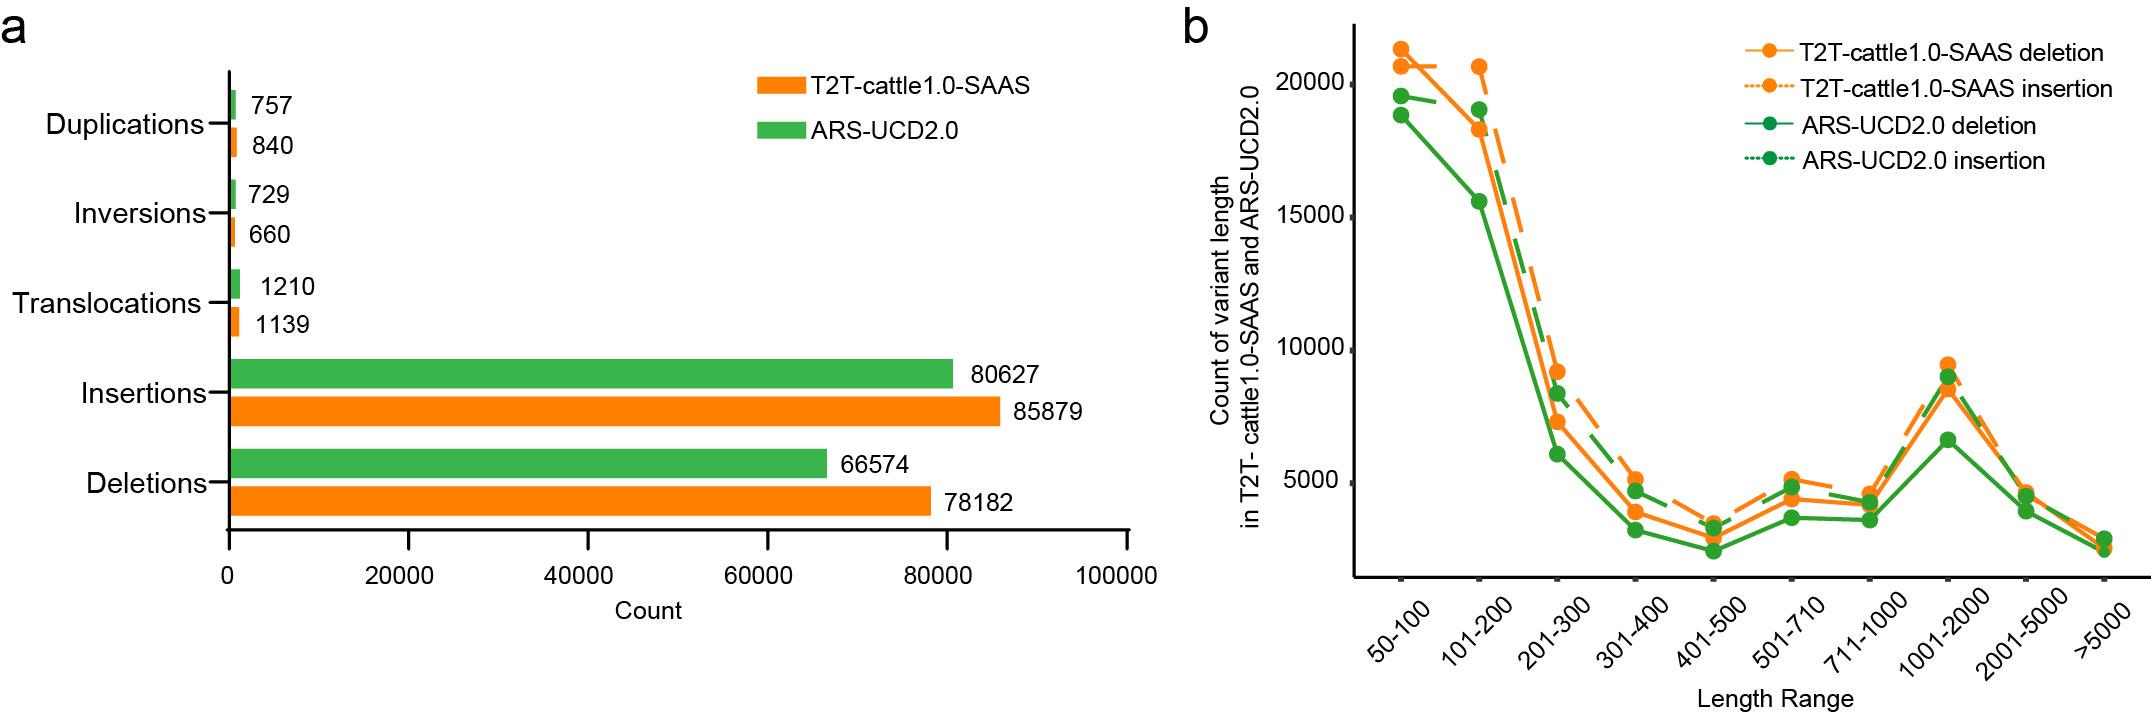 a
T2T-cattle1.0-SAAS
ARS-UCD2.0
Duplications
757
840
Inversions
729
660
Translocations
1210
1139
Insertions
80627
85879
Deletions
66574
78182
0
20000
40000
60000
80000
100000
Count
b
Count of variant length
in T2T- cattle1.0-SAAS and ARS-UCD2.0
T2T-cattle1.0-SAAS deletion
T2T-cattle1.0-SAAS insertion
ARS-UCD2.0 deletion
ARS-UCD2.0 insertion
20000
15000
10000
5000
50-100
101-200
201-300
301-400
401-500
501-710
711-1000
1001-2000
2001-5000
>5000
Length Range